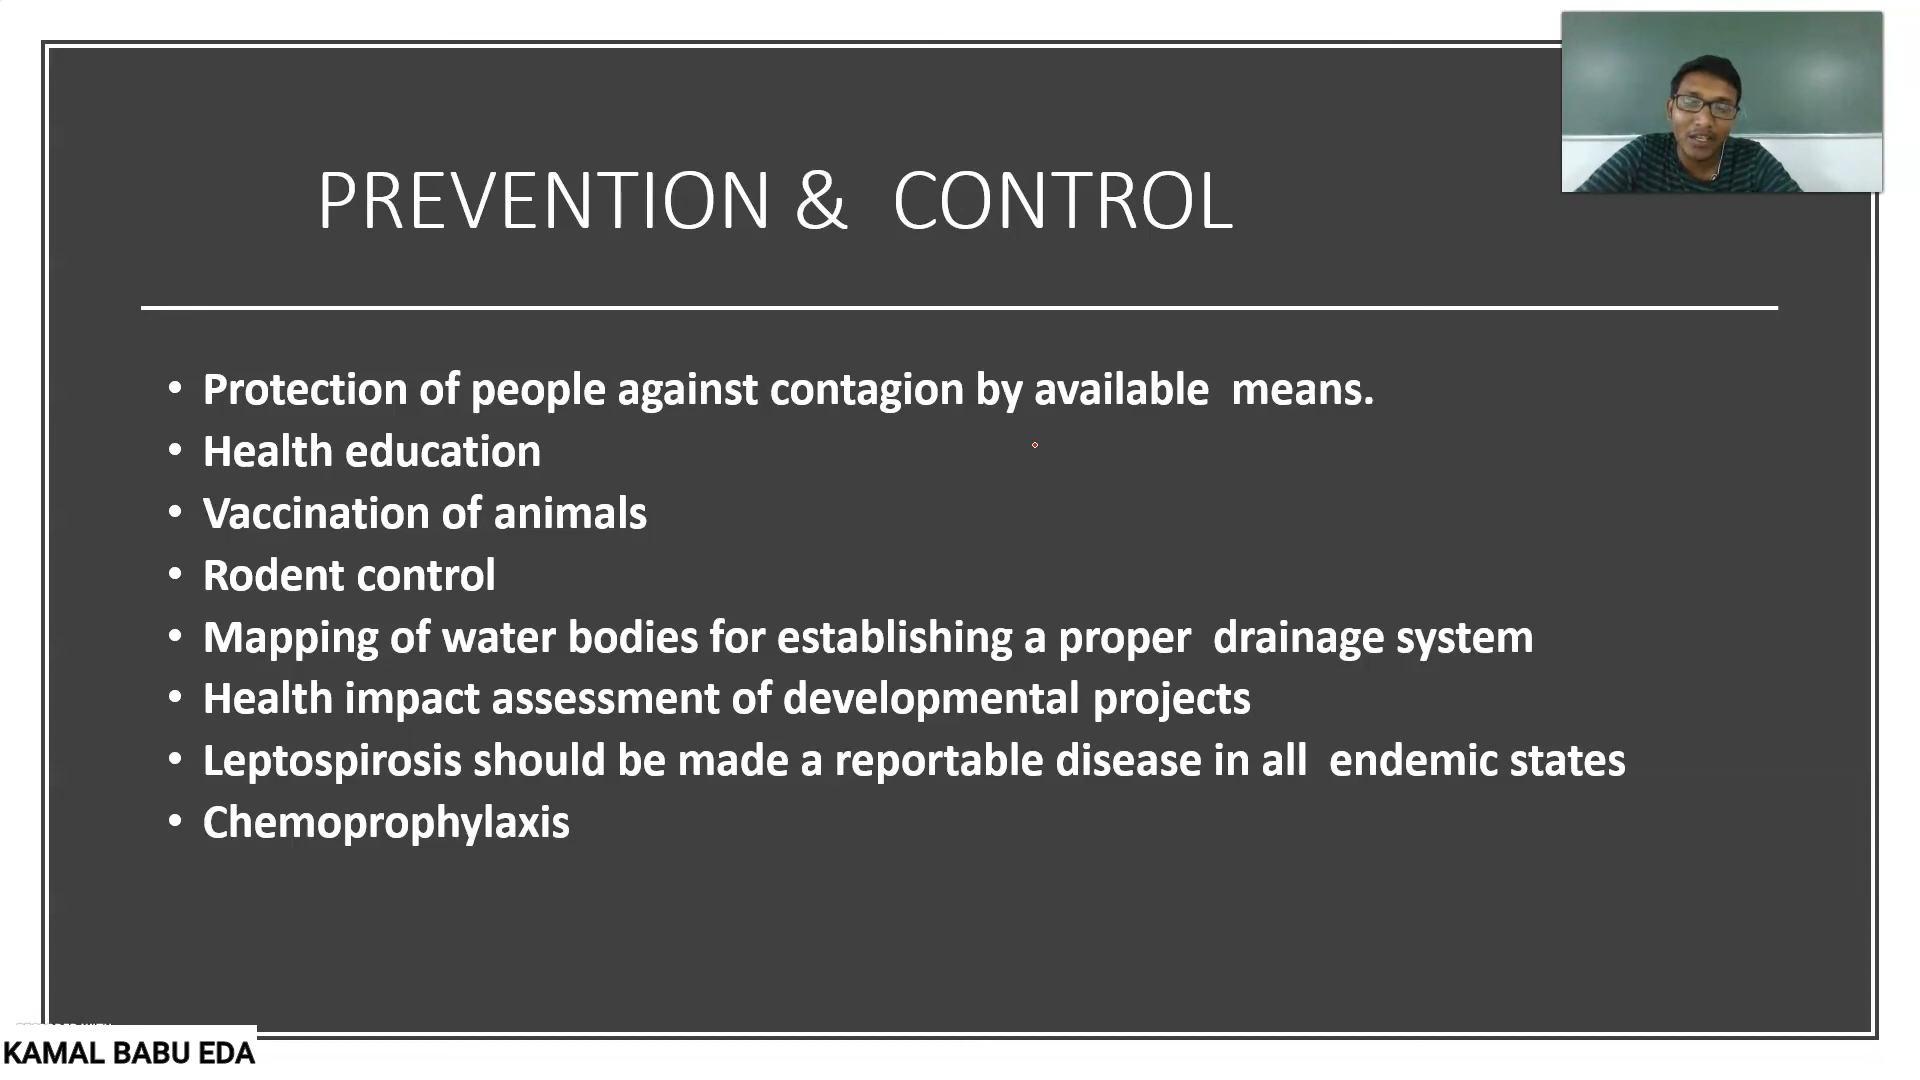 PREVENTION & CONTROL
• Protection of people against contagion by available means.
• Health education
• Vaccination of animals
• Rodent control
• Mapping of water bodies for establishing a proper drainage system
• Health impact assessment of developmental projects
• Leptospirosis should be made a reportable disease in all endemic states
• Chemoprophylaxis
KAMAL BABU EDA